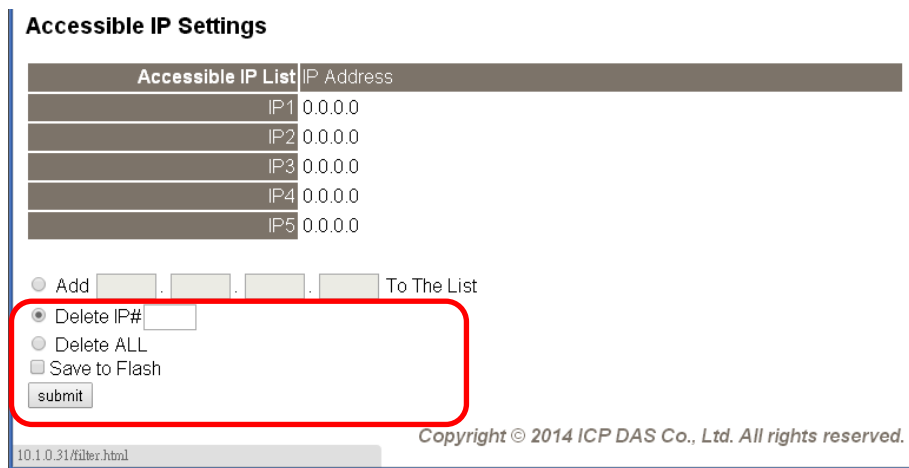 Accessible IP Settings
Accessible IP List IP Address
IP1 0.0.0.0
IP2 0.0.0.0
IP3 0.0.0.0
IP4 0.0.0.0
IP5 0.0.0.0
Add . . . To The List
Delete IP#
Delete ALL
Save to Flash
submit
Copyright © 2014 ICP DAS Co., Ltd. All rights reserved.
10.1.0.31/filter.html